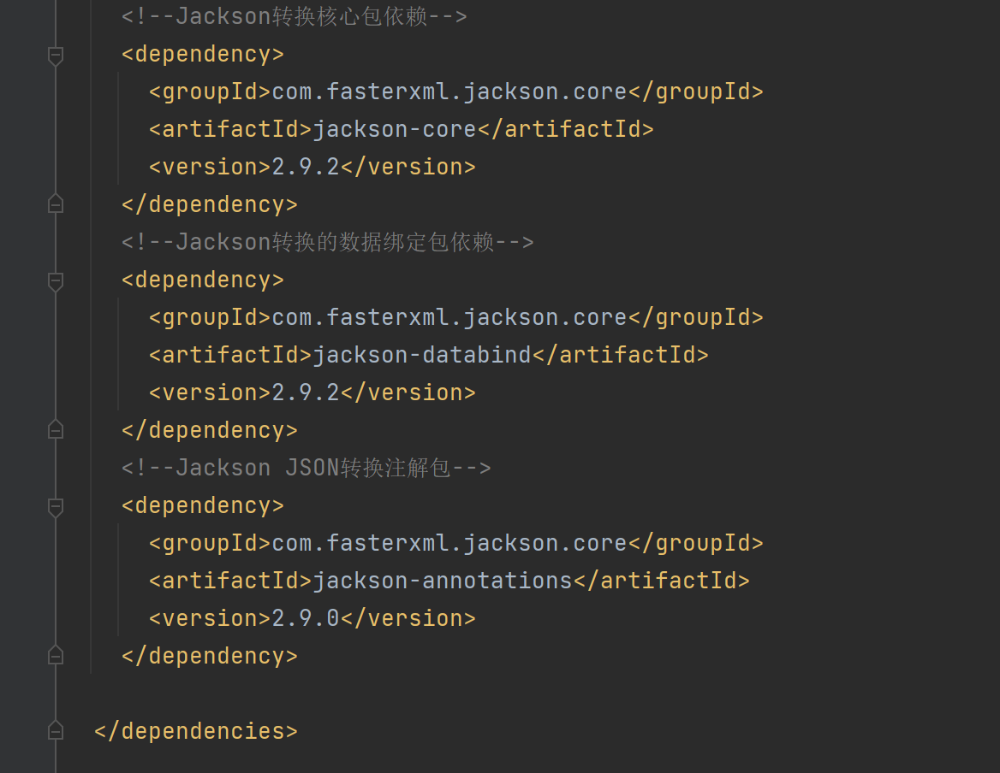 <!--Jackson转换核心包依赖-->
<dependency>
<groupId>com.fasterxml.jackson.core</groupId>
<artifactId>jackson-core</artifactId>
<version>2.9.2</version>
</dependency>
<!--Jackson转换的数据绑定包依赖-->
<dependency>
<groupId>com.fasterxml.jackson.core</groupId>
<artifactId>jackson-databind</artifactId>
<version>2.9.2</version>
</dependency>
<!--Jackson JSON转换注解包-->
<dependency>
<groupId>com.fasterxml.jackson.core</groupId>
<artifactId>jackson-annotations</artifactId>
<version>2.9.0</version>
</dependency>
</dependencies>